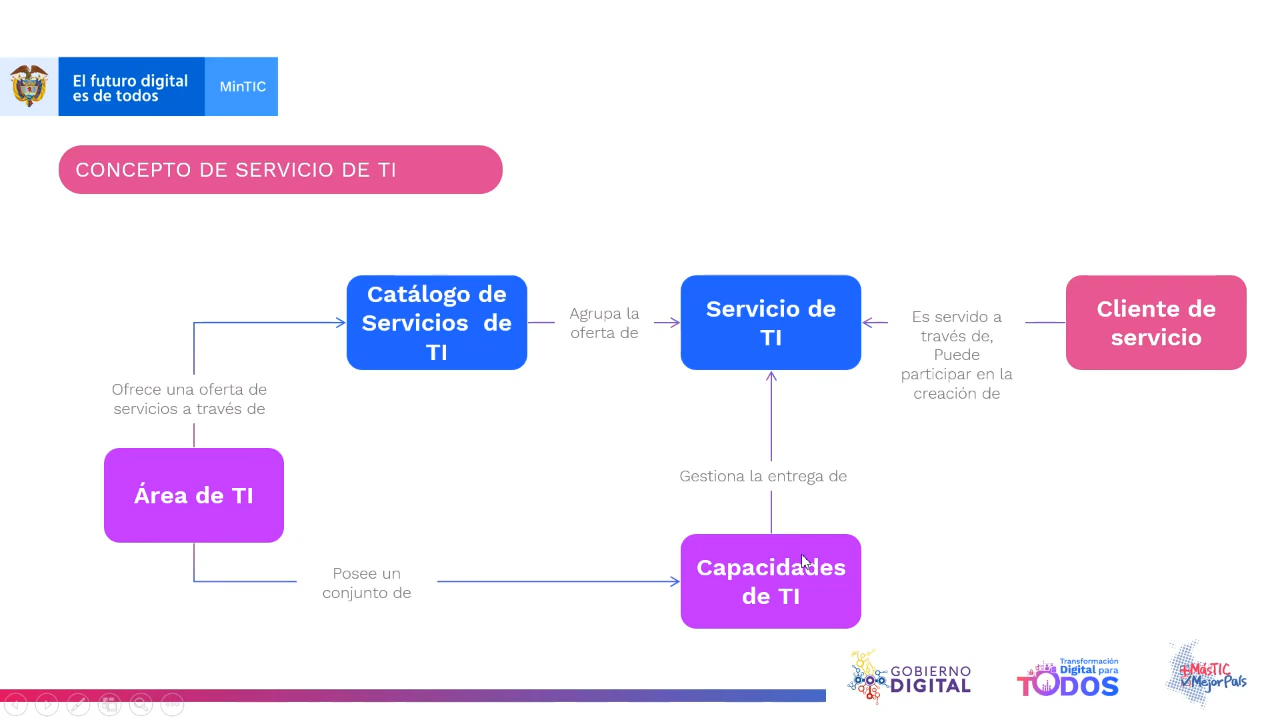 El futuro digital
es de todos
MinTIC
CONCEPTO DE SERVICIO DE TI
Catálogo de
Servicios de
TI
Agrupa la
oferta de
Servicio de
TI
Es servido a
través de,
Puede
participar en la
creación de
Cliente de
servicio
Ofrece una oferta de
servicios a través de
Área de TI
Gestiona la entrega de
Posee un
conjunto de
Capacidades
de TI
GOBIERNO
DIGITAL
Transformación
Digital para
TODOS
+MásTIC
✓MejorPaís